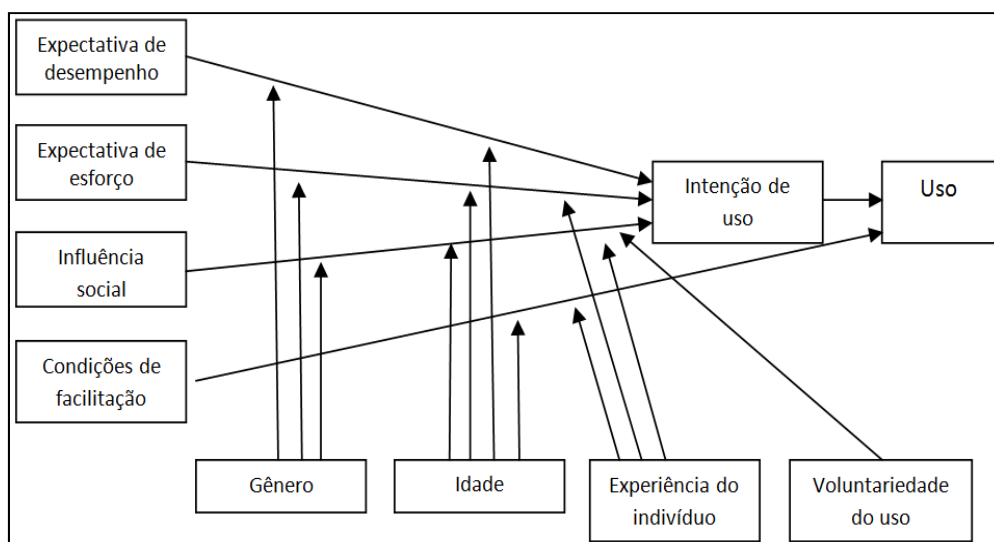 Expectativa de
desempenho
Expectativa de
esforço
Intenção de
uso
Uso
Influência
social
Condições de
facilitação
Gênero
Idade
Experiência do
indivíduo
Voluntariedade
do uso